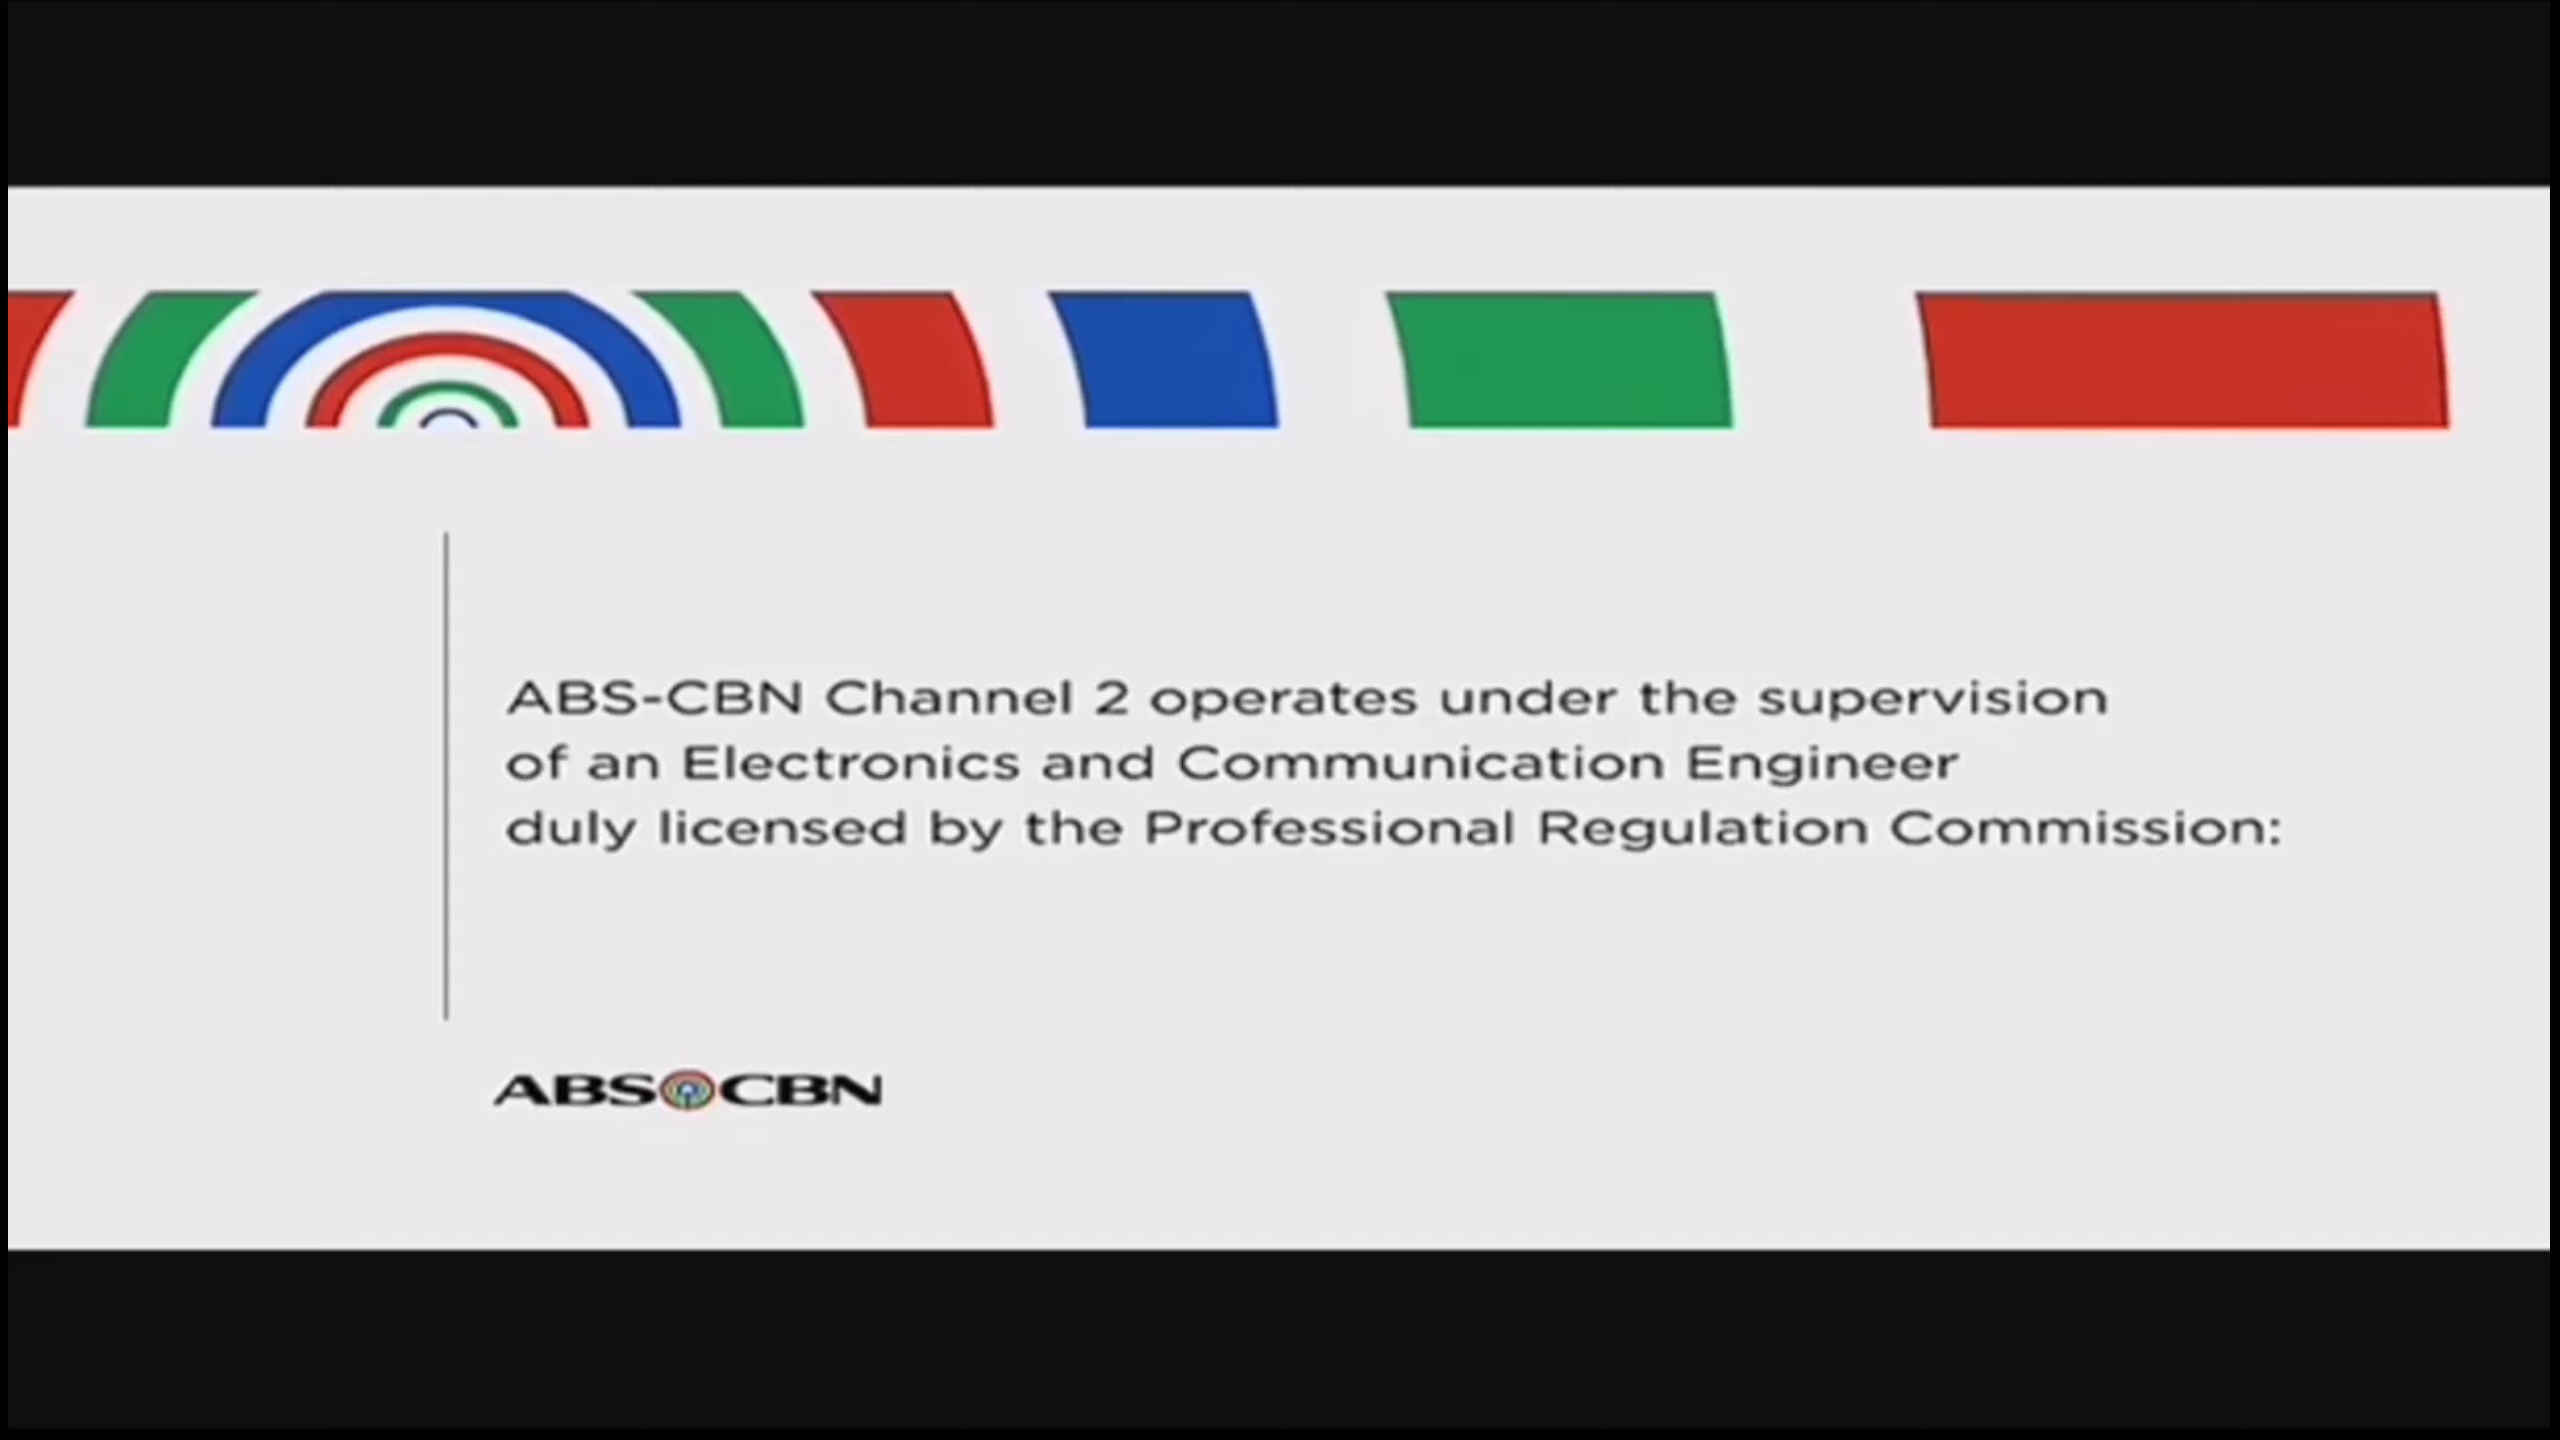 ABS-CBN Channel 2 operates under the supervision
of an Electronics and Communication Engineer
duly licensed by the Professional Regulation Commission:
ABS CBN